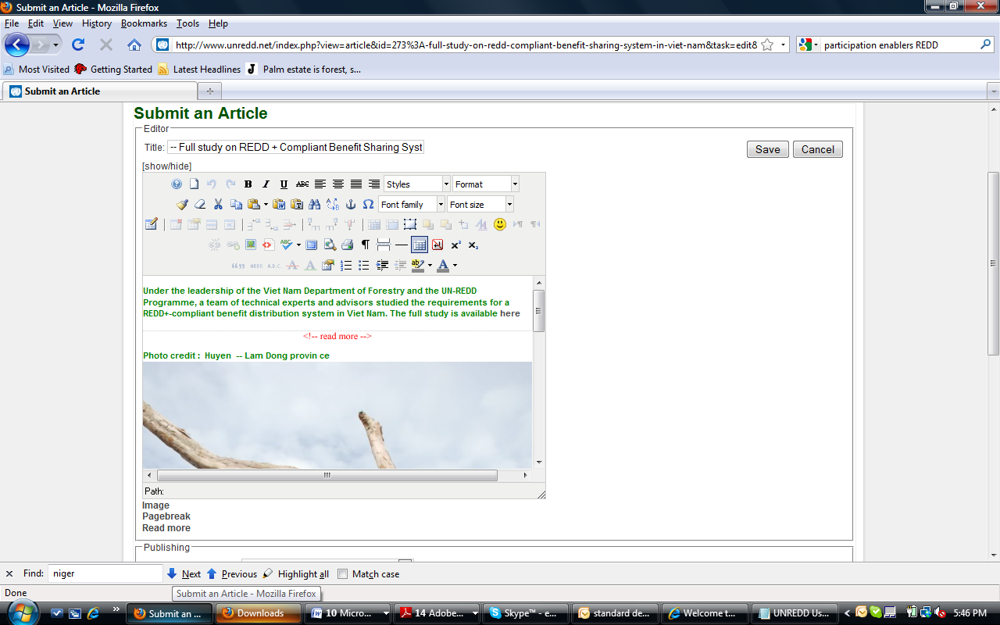 Submit an Article - Mozilla Firefox
File Edit View History Bookmarks Tools Help
http://www.unredd.net/index.php?view=article&id=273%3A-full-study-on-redd-compliant-benefit-sharing-system-in-viet-nam&task=edit& participation enablers REDD
Most Visited Getting Started Latest Headlines Palm estate is forest, s...
Submit an Article
Submit an Article
Editor
Title: -- Full study on REDD + Compliant Benefit Sharing Syst Save Cancel
[show/hide]
B I U ABC Styles Format
Font family Font size
Under the leadership of the Viet Nam Department of Forestry and the UN-REDD
Programme, a team of technical experts and advisors studied the requirements for a
REDD+-compliant benefit distribution system in Viet Nam. The full study is available here
<!-- read more -->
Photo credit : Huyen -- Lam Dong provin ce
Path:
Image
Pagebreak
Read more
Publishing
Find: niger Next Previous Highlight all Match case
Done
Submit an Article - Mozilla Firefox
Submit an ... Downloads 10 Micro... 14 Adobe... Skype™ - e... standard de... Welcome t... UNREDD Us... 5:46 PM